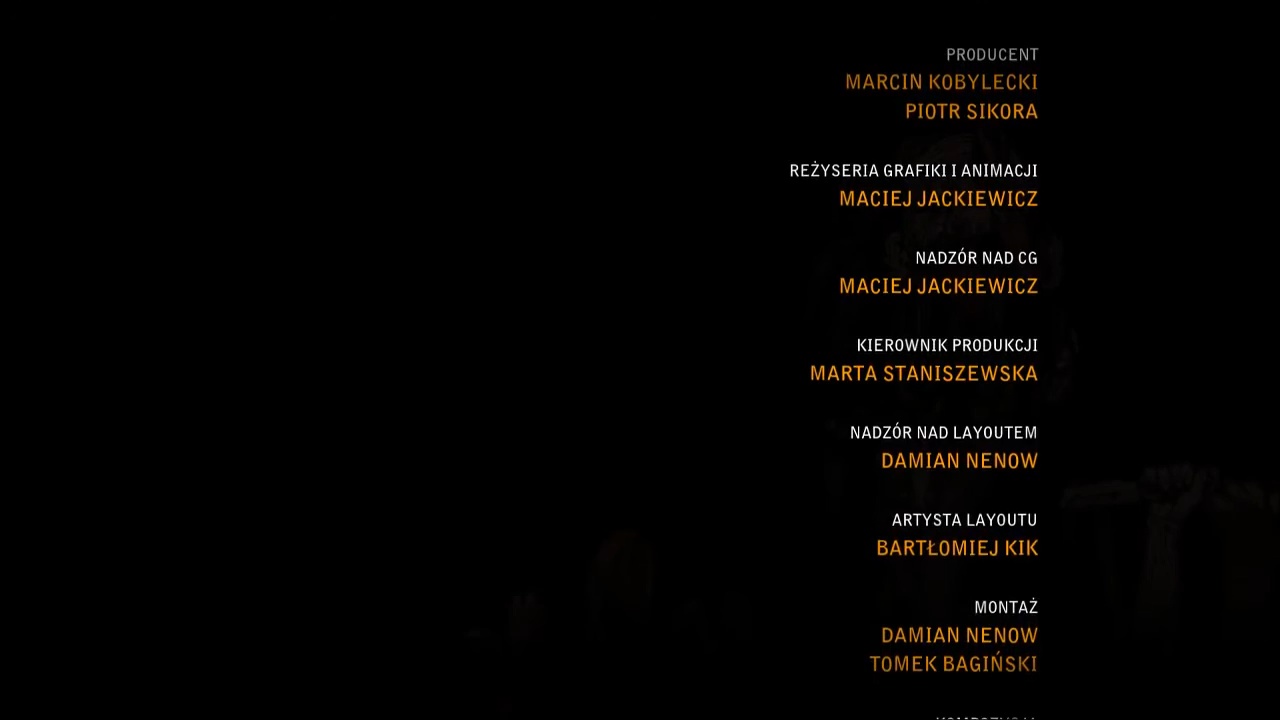 PRODUCENT
MARCIN KOBYLECKI
PIOTR SIKORA
REŻYSERIA GRAFIKI I ANIMACJI
MACIEJ JACKIEWICZ
NADZÓR NAD CG
MACIEJ JACKIEWICZ
KIEROWNIK PRODUKCJI
MARTA STANISZEWSKA
NADZÓR NAD LAYOUTEM
DAMIAN NENOW
ARTYSTA LAYOUTU
BARTŁOMIEJ KIK
MONTAŻ
DAMIAN NENOW
TOMEK BAGIŃSKI